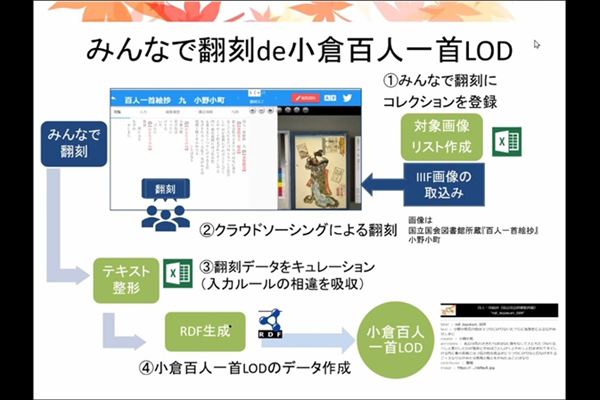 みんなで翻刻de小倉百人一首LOD
①みんなで翻刻に
コレクションを登録
百人一首絵抄 九 小野小町
みんなで
翻刻
対象画像
リスト作成
IIIF画像の
取込み
翻刻
②クラウドソーシングによる翻刻
画像は
国立国会図書館所蔵『百人一首絵抄』
小野小町
テキスト
整形
③翻刻データをキュレーション
(入力ルールの相違を吸収)
RDF生成
RDF
小倉百人
一首LOD
④小倉百人一首LODのデータ作成